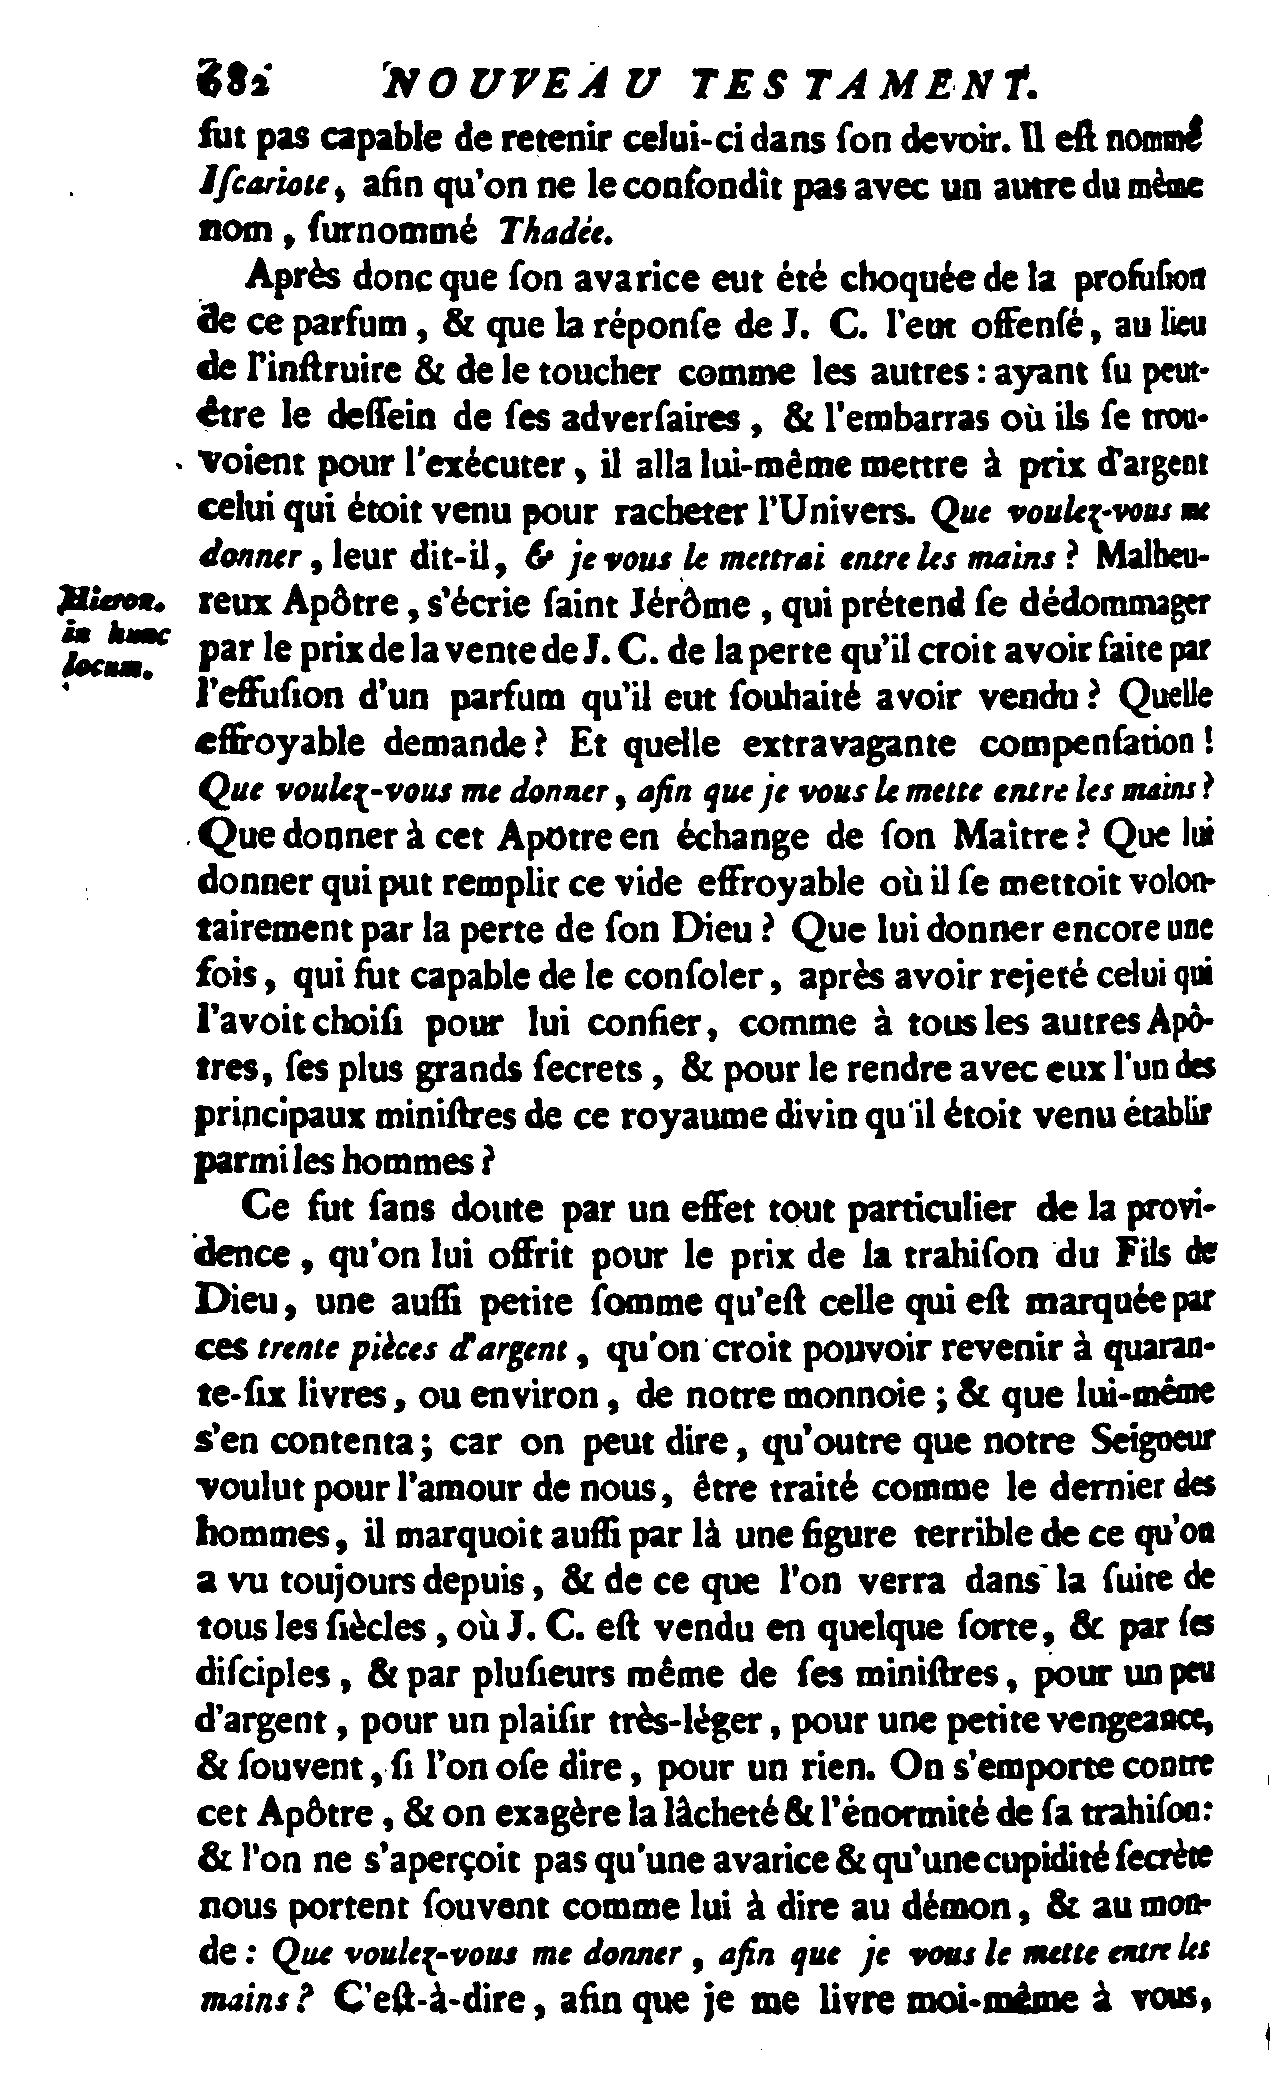 682 NOUVEAU TESTAMENT.
fut pas capable de retenir celui-ci dans ſon devoir. Il eſt nommé
Iſcariote, afin qu'on ne le confondît pas avec un autre du même
nom, ſurnommé Thadée.
Après donc que ſon avarice eut été choquée de la profuſion
de ce parfum, & que la réponſe de J. C. l'eut offenſé, au lieu
de l'inſtruire & de le toucher comme les autres : ayant ſu peut-
être le deſſein de ſes adverſaires, & l'embarras où ils ſe trou-
voient pour l'exécuter, il alla lui-même mettre à prix d'argent
celui qui étoit venu pour racheter l'Univers. Que voulez-vous me
donner, leur dit-il, & je vous le mettrai entre les mains ? Malheu-
reux Apôtre, s'écrie ſaint Jérôme, qui prétend ſe dédommager
Hieron.
in hunc
locum.
par le prix de la vente de J. C. de la perte qu'il croit avoir faite par
l'effuſion d'un parfum qu'il eut ſouhaité avoir vendu ? Quelle
effroyable demande ? Et quelle extravagante compenſation !
Que voulez-vous me donner, afin que je vous le mette entre les mains ?
Que donner à cet Apotre en échange de ſon Maitre ? Que lui
donner qui put remplir ce vide effroyable où il ſe mettoit volon-
tairement par la perte de ſon Dieu ? Que lui donner encore une
fois, qui fut capable de le conſoler, après avoir rejeté celui qui
l'avoit choiſi pour lui confier, comme à tous les autres Apô-
tres, ſes plus grands ſecrets, & pour le rendre avec eux l'un des
principaux miniſtres de ce royaume divin qu'il étoit venu établir
parmi les hommes ?
Ce fut ſans doute par un effet tout particulier de la provi-
dence, qu'on lui offrit pour le prix de la trahiſon du Fils de
Dieu, une auſſi petite ſomme qu'eſt celle qui eſt marquée par
ces trente pièces d'argent, qu'on croit pouvoir revenir à quaran-
te-ſix livres, ou environ, de notre monnoie ; & que lui-même
s'en contenta ; car on peut dire, qu'outre que notre Seigneur
voulut pour l'amour de nous, être traité comme le dernier des
hommes, il marquoit auſſi par là une figure terrible de ce qu'on
a vu toujours depuis, & de ce que l'on verra dans la ſuite de
tous les ſiècles, où J. C. eſt vendu en quelque ſorte, & par ſes
diſciples, & par pluſieurs même de ſes miniſtres, pour un peu
d'argent, pour un plaiſir très-léger, pour une petite vengeance,
& ſouvent, ſi l'on oſe dire, pour un rien. On s'emporte contre
cet Apôtre, & on exagère la lâcheté & l'énormité de ſa trahiſon :
& l'on ne s'aperçoit pas qu'une avarice & qu'une cupidité ſecrète
nous portent ſouvent comme lui à dire au démon, & au mon-
de : Que voulez-vous me donner, afin que je vous le mette entre les
mains ? C'eſt-à-dire, afin que je me livre moi-même à vous,